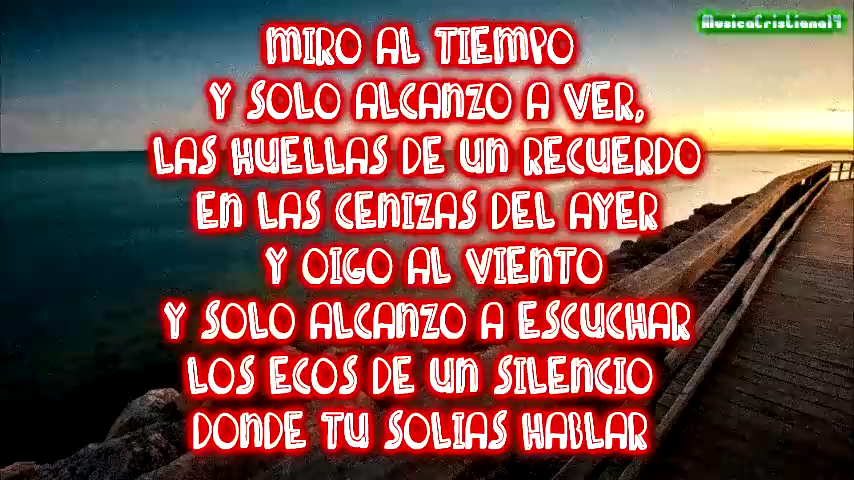 MusicaCristiana14
MIRO AL TIEMPO
Y SOLO ALCANZO A VER,
LAS HUELLAS DE UN RECUERDO
EN LAS CENIZAS DEL AYER
Y OIGO AL VIENTO
Y SOLO ALCANZO A ESCUCHAR
LOS ECOS DE UN SILENCIO
DONDE TU SOLIAS HABLAR